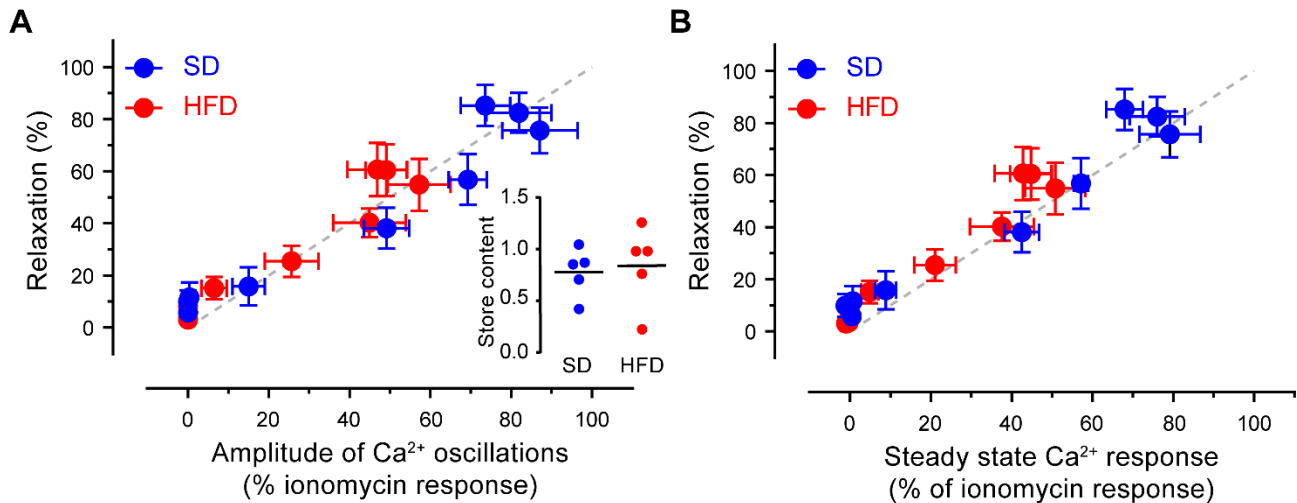 A
SD
HFD
Relaxation (%)
100
80
60
40
20
0
0 20 40 60 80 100
Amplitude of Ca²⁺ oscillations
(% ionomycin response)
Store content
1.5
1.0
0.5
0.0
SD HFD
B
SD
HFD
Relaxation (%)
100
80
60
40
20
0
0 20 40 60 80 100
Steady state Ca²⁺ response
(% of ionomycin response)